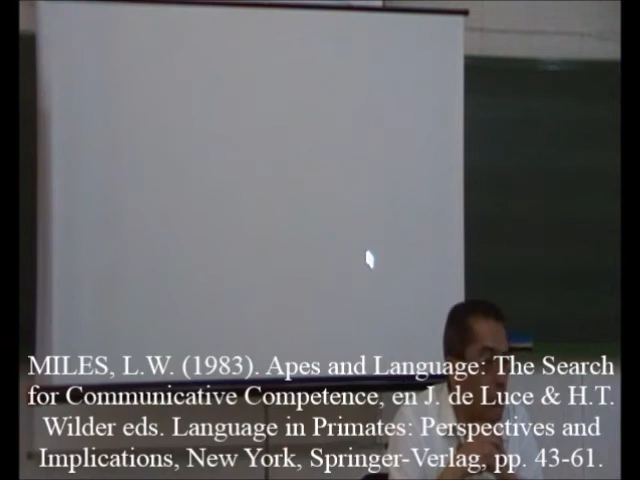 MILES, L.W. (1983). Apes and Language: The Search
for Communicative Competence, en J. de Luce & H.T.
Wilder eds. Language in Primates: Perspectives and
Implications, New York, Springer-Verlag, pp. 43-61.